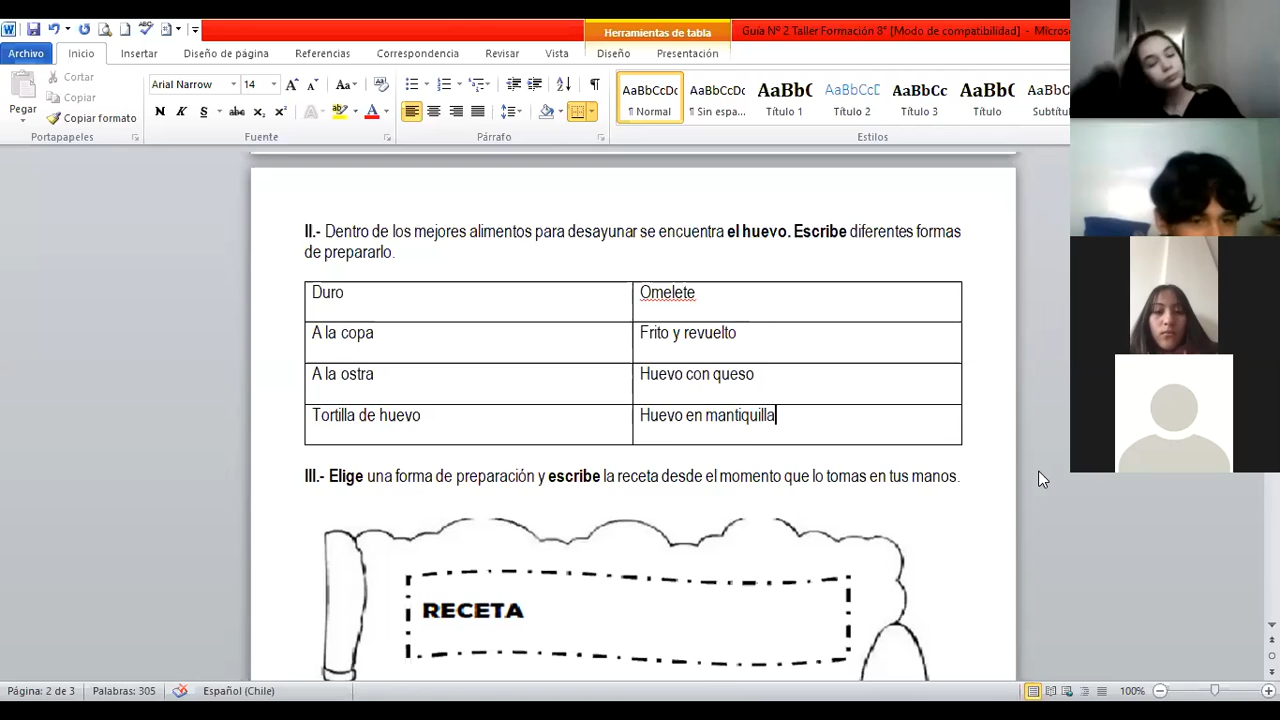 Herramientas de tabla
Guía Nº 2 Taller Formación 8° [Modo de compatibilidad] - Micros
Archivo
Inicio
Insertar
Diseño de página
Referencias
Correspondencia
Revisar
Vista
Diseño
Presentación
Pegar
Cortar
Copiar
Copiar formato
Portapapeles
Arial Narrow
14
N K S abc x₂ x²
Fuente
Párrafo
AaBbCcDc
¶ Normal
AaBbCcDc
¶ Sin espa...
AaBbC
Título 1
AaBbCcD
Título 2
AaBbCc
Título 3
AaBbC
Título
AaBbC
Subtítu
Estilos
II.- Dentro de los mejores alimentos para desayunar se encuentra el huevo. Escribe diferentes formas
de prepararlo.
Duro
Omelete
A la copa
Frito y revuelto
A la ostra
Huevo con queso
Tortilla de huevo
Huevo en mantiquilla
III.- Elige una forma de preparación y escribe la receta desde el momento que lo tomas en tus manos.
RECETA
Página: 2 de 3
Palabras: 305
Español (Chile)
100%